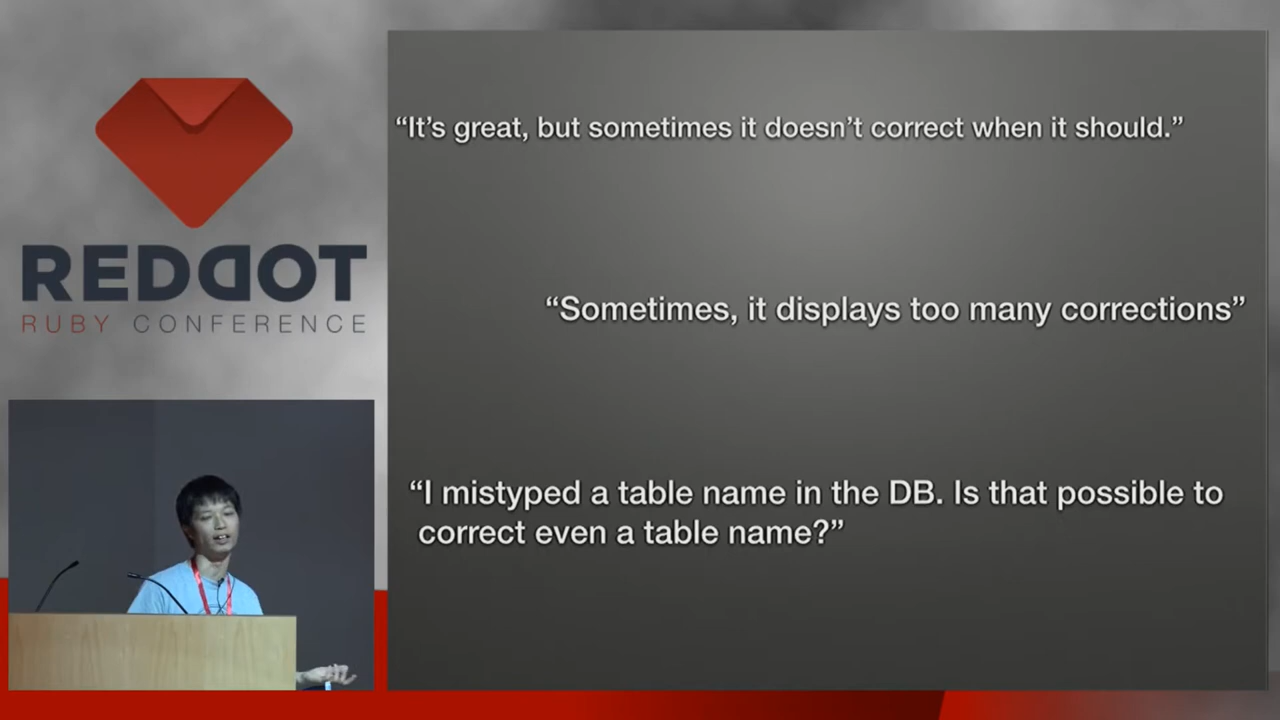 REDDOT
RUBY CONFERENCE
“It’s great, but sometimes it doesn’t correct when it should.”
“Sometimes, it displays too many corrections”
“I mistyped a table name in the DB. Is that possible to
correct even a table name?”